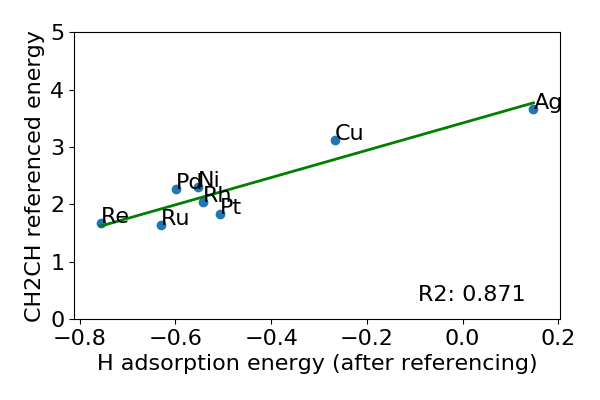 5
4
3
2
1
0
CH2CH referenced energy
Ag
Cu
Pd
Ni
Rh
Pt
Re
Ru
R2: 0.871
−0.8 −0.6 −0.4 −0.2 0.0 0.2
H adsorption energy (after referencing)